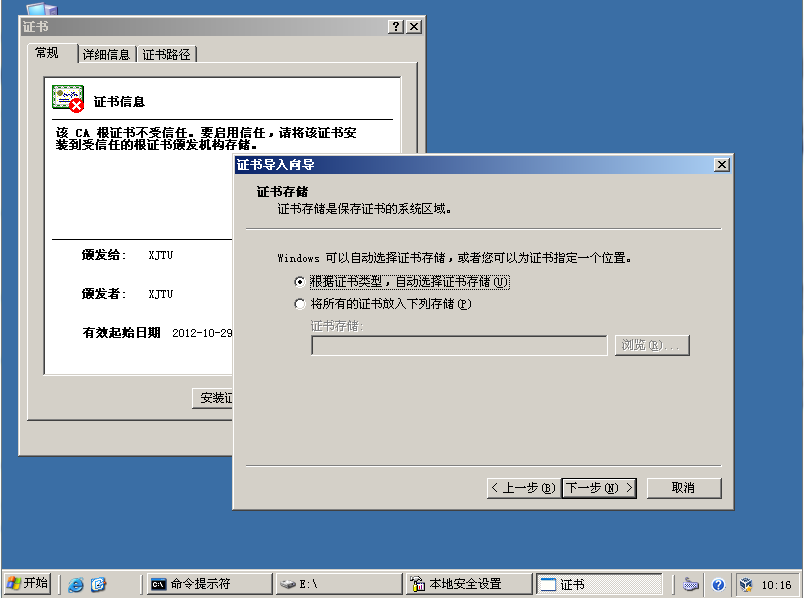 证书
常规
详细信息
证书路径
证书信息
该 CA 根证书不受信任。要启用信任，请将该证书安
装到受信任的根证书颁发机构存储。
颁发给: XJTU
颁发者: XJTU
有效起始日期 2012-10-29
安装证
证书导入向导
证书存储
证书存储是保存证书的系统区域。
Windows 可以自动选择证书存储，或者您可以为证书指定一个位置。
根据证书类型，自动选择证书存储(U)
将所有的证书放入下列存储(P)
证书存储:
浏览(R)...
< 上一步(B)
下一步(N) >
取消
开始
命令提示符
E:\
本地安全设置
证书
10:16